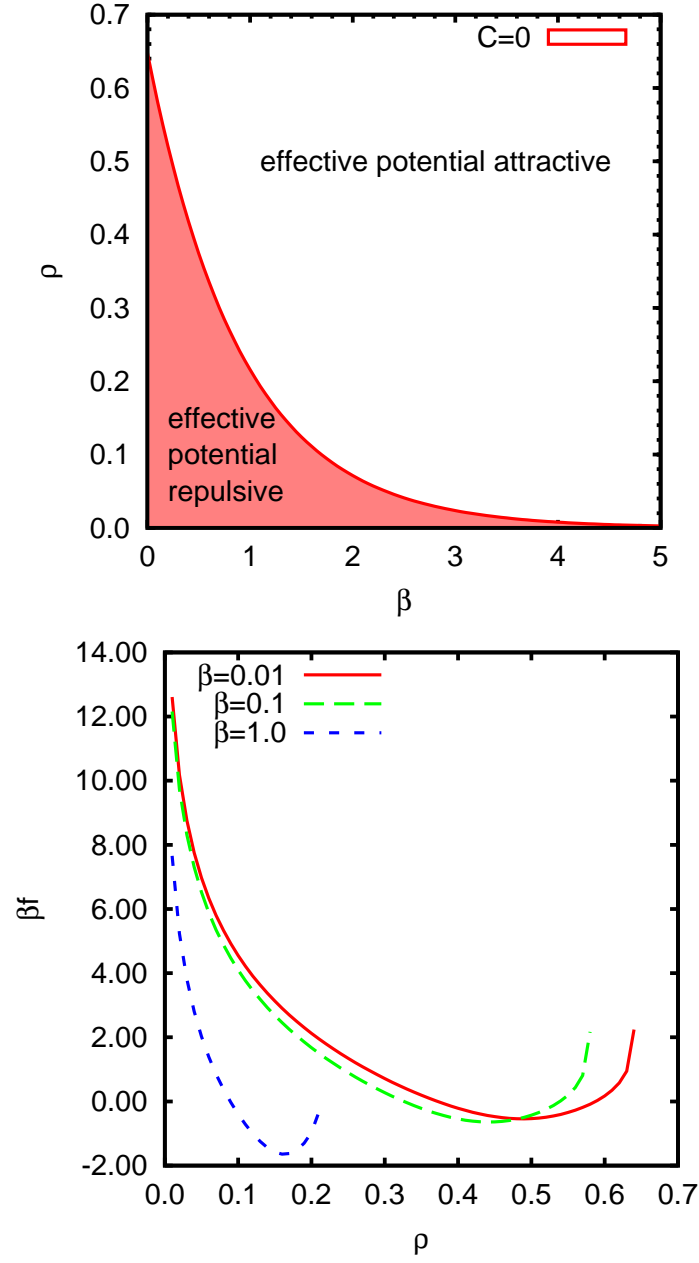 0.7
C=0
0.6
effective potential attractive
0.5
0.4
ρ
0.3
0.2
effective
potential
repulsive
0.1
0.0
0 1 2 3 4 5
β
14.00
β=0.01
β=0.1
12.00
β=1.0
10.00
8.00
βf
6.00
4.00
2.00
0.00
-2.00
0.0 0.1 0.2 0.3 0.4 0.5 0.6 0.7
ρ